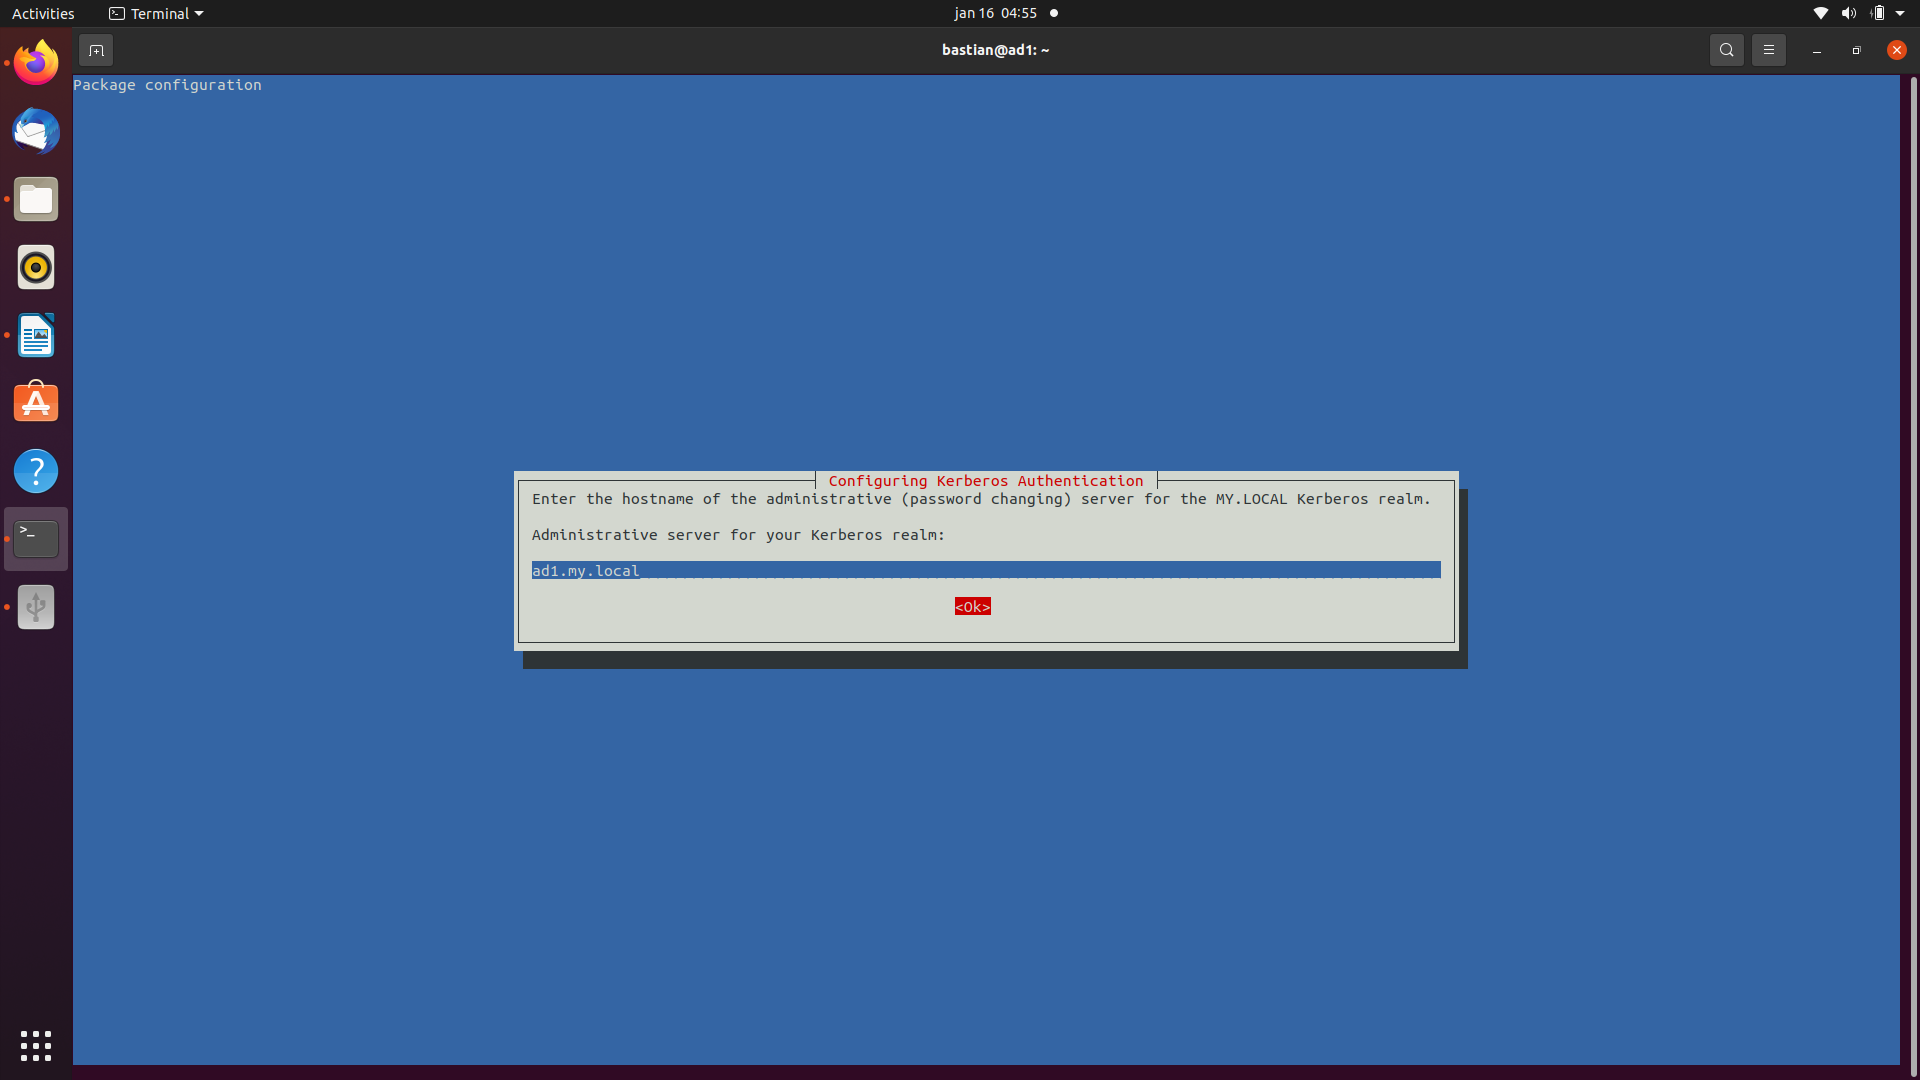 Activities Terminal jan 16 04:55
bastian@ad1: ~
Package configuration
Configuring Kerberos Authentication
Enter the hostname of the administrative (password changing) server for the MY.LOCAL Kerberos realm.
Administrative server for your Kerberos realm:
ad1.my.local
<Ok>